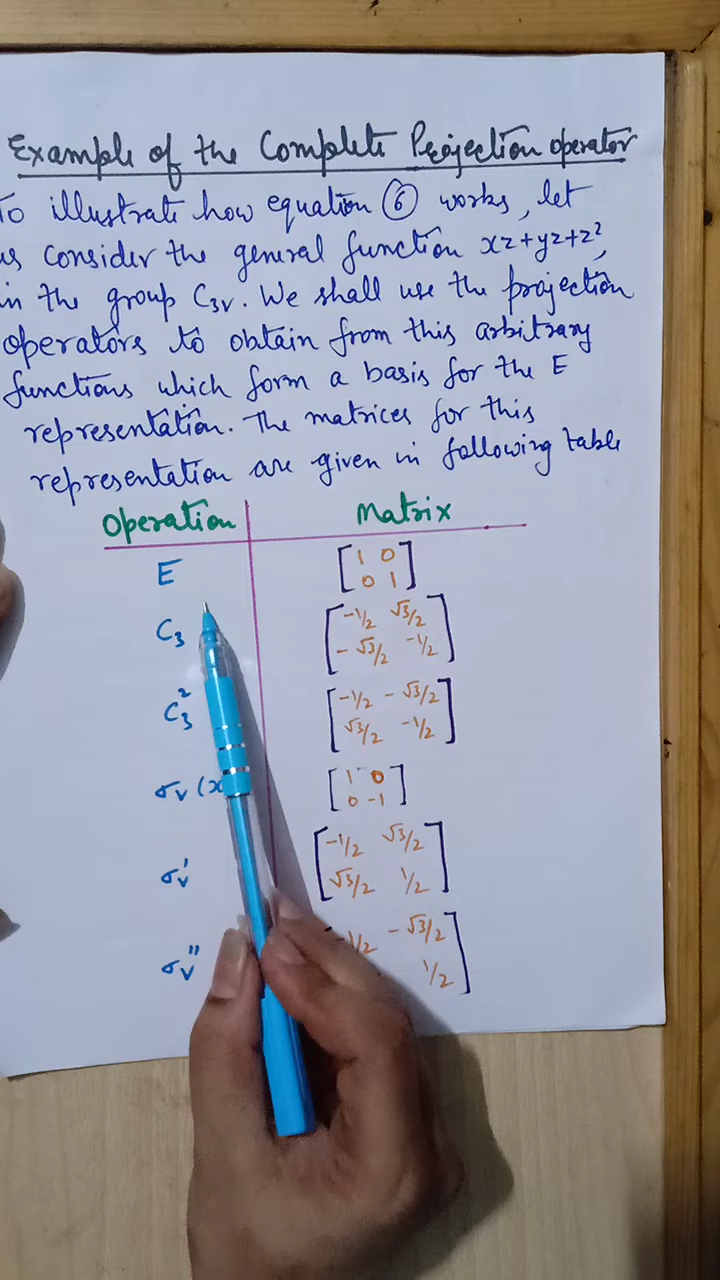 Example of the Complete Projection operator
To illustrate how equation ⑥ works, let
us consider the general function xz+yz+z²,
in the group C₃ᵥ. We shall use the projection
operators to obtain from this arbitrary
functions which form a basis for the E
representation. The matrices for this
representation are given in following table
Operation Matrix
E [1 0
0 1]
C₃ [-1/2 √3/2
-√3/2 -1/2]
C₃² [-1/2 -√3/2
√3/2 -1/2]
σᵥ (x [1 0
0 -1]
σᵥ' [-1/2 √3/2
√3/2 1/2]
σᵥ" -1/2 -√3/2
1/2]